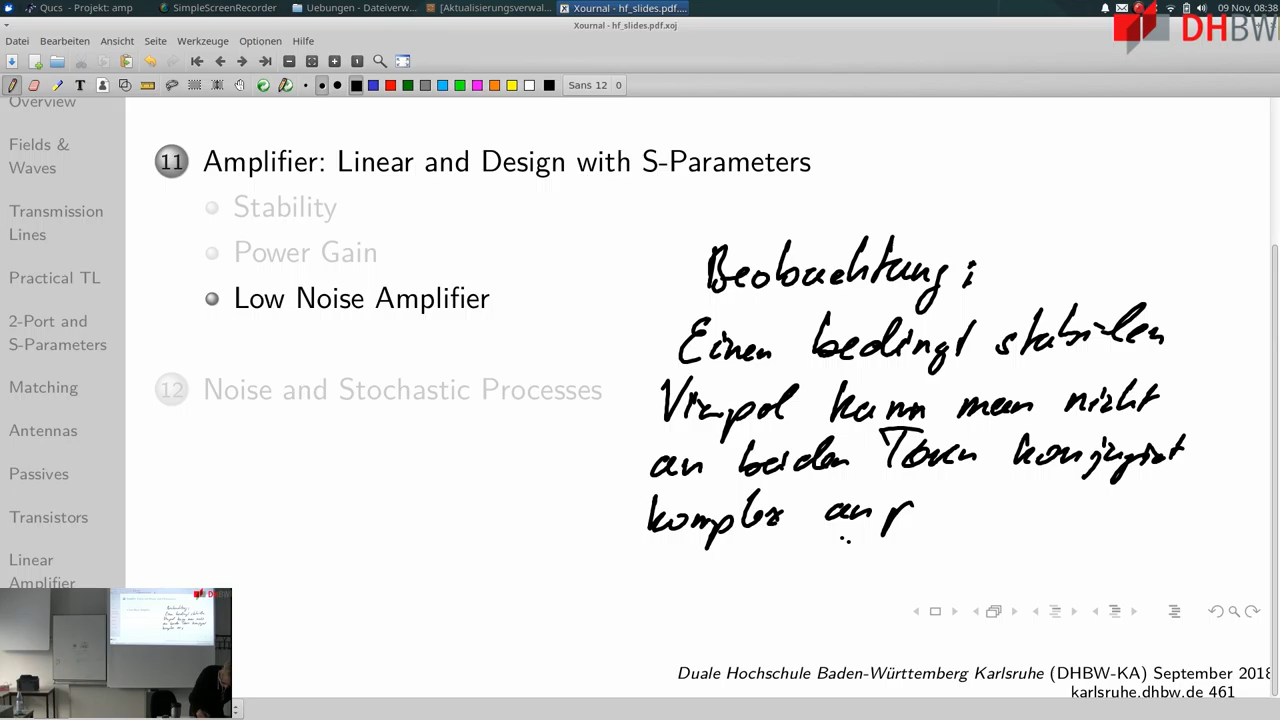 Qucs - Projekt: amp
SimpleScreenRecorder
Uebungen - Dateiverw...
[Aktualisierungsverwal...
Xournal - hf_slides.pdf....
09 Nov, 08:38
Xournal - hf_slides.pdf.xoj
DHBW
Datei Bearbeiten Ansicht Seite Werkzeuge Optionen Hilfe
Sans 12 0
Overview
Fields &
Waves
Transmission
Lines
Practical TL
2-Port and
S-Parameters
Matching
Antennas
Passives
Transistors
Linear
Amplifier
11 Amplifier: Linear and Design with S-Parameters
Stability
Power Gain
Low Noise Amplifier
12 Noise and Stochastic Processes
Beobachtung:
Einen bedingt stabilen
Vierpol kann man nicht
an beiden Toren konjugiert
komplex anp
Duale Hochschule Baden-Württemberg Karlsruhe (DHBW-KA) September 2018
karlsruhe.dhbw.de 461